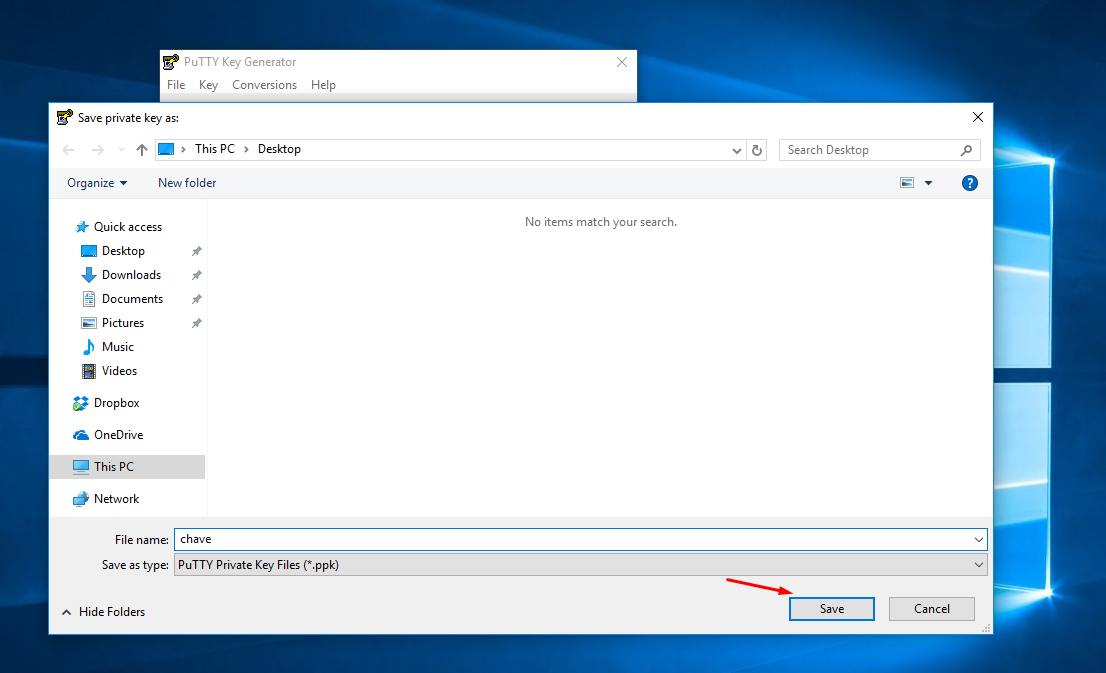 PuTTY Key Generator
File Key Conversions Help
Save private key as:
This PC > Desktop
Search Desktop
Organize New folder
?
No items match your search.
Quick access
Desktop
Downloads
Documents
Pictures
Music
Videos
Dropbox
OneDrive
This PC
Network
File name: chave
Save as type: PuTTY Private Key Files (*.ppk)
Hide Folders
Save Cancel